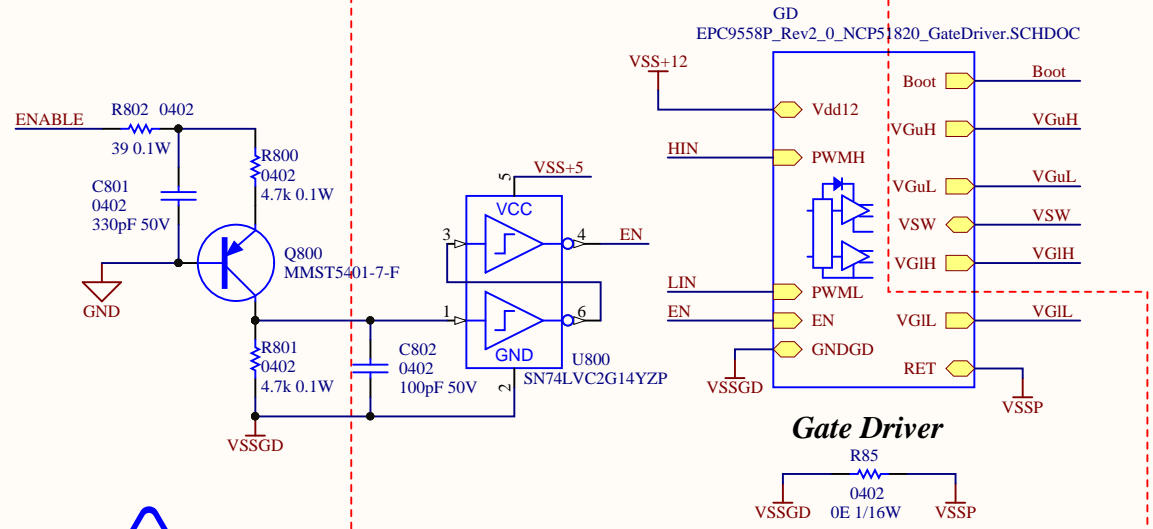 GD
EPC9558P_Rev2_0_NCP51820_GateDriver.SCHDOC
ENABLE
R802 0402
39 0.1W
C801
0402
330pF 50V
R800
0402
4.7k 0.1W
Q800
MMST5401-7-F
GND
R801
0402
4.7k 0.1W
VSSGD
C802
0402
100pF 50V
VSS+5
5
VCC
3
4
EN
1
6
GND
2
U800
SN74LVC2G14YZP
VSS+12
Vdd12
HIN
PWMH
LIN
PWML
EN
EN
GNDGD
VSSGD
Boot
Boot
VGuH
VGuH
VGuL
VGuL
VSW
VSW
VGlH
VGlH
VGlL
VGlL
RET
VSSP
Gate Driver
R85
0402
0E 1/16W
VSSGD
VSSP